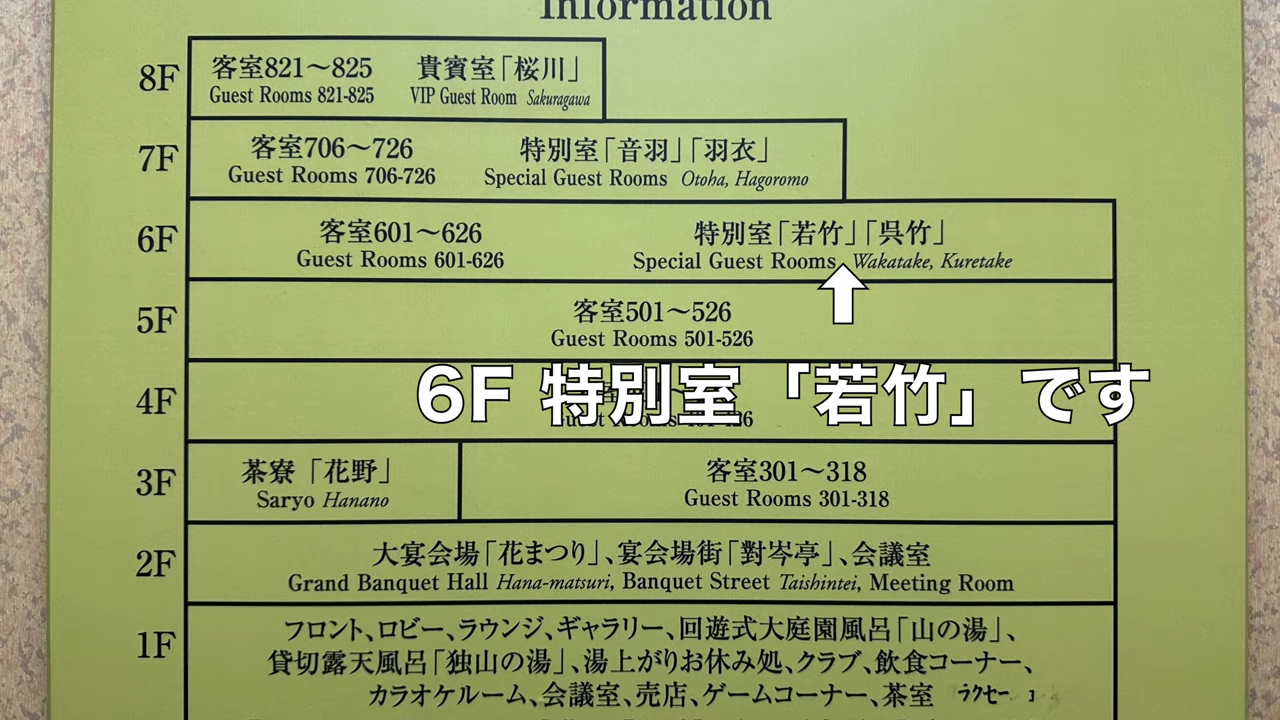 Information
8F
客室821〜825 貴賓室「桜川」
Guest Rooms 821-825 VIP Guest Room Sakuragawa
7F
客室706〜726 特別室「音羽」「羽衣」
Guest Rooms 706-726 Special Guest Rooms Otoha, Hagoromo
6F
客室601〜626 特別室「若竹」「呉竹」
Guest Rooms 601-626 Special Guest Rooms Wakatake, Kuretake
5F
客室501〜526
Guest Rooms 501-526
6F 特別室「若竹」です
4F
3F
茶寮「花野」 客室301〜318
Saryo Hanano Guest Rooms 301-318
2F
大宴会場「花まつり」、宴会場街「對岑亭」、会議室
Grand Banquet Hall Hana-matsuri, Banquet Street Taishintei, Meeting Room
1F
フロント、ロビー、ラウンジ、ギャラリー、回遊式大庭園風呂「山の湯」、
貸切露天風呂「独山の湯」、湯上がりお休み処、クラブ、飲食コーナー、
カラオケルーム、会議室、売店、ゲームコーナー、茶室